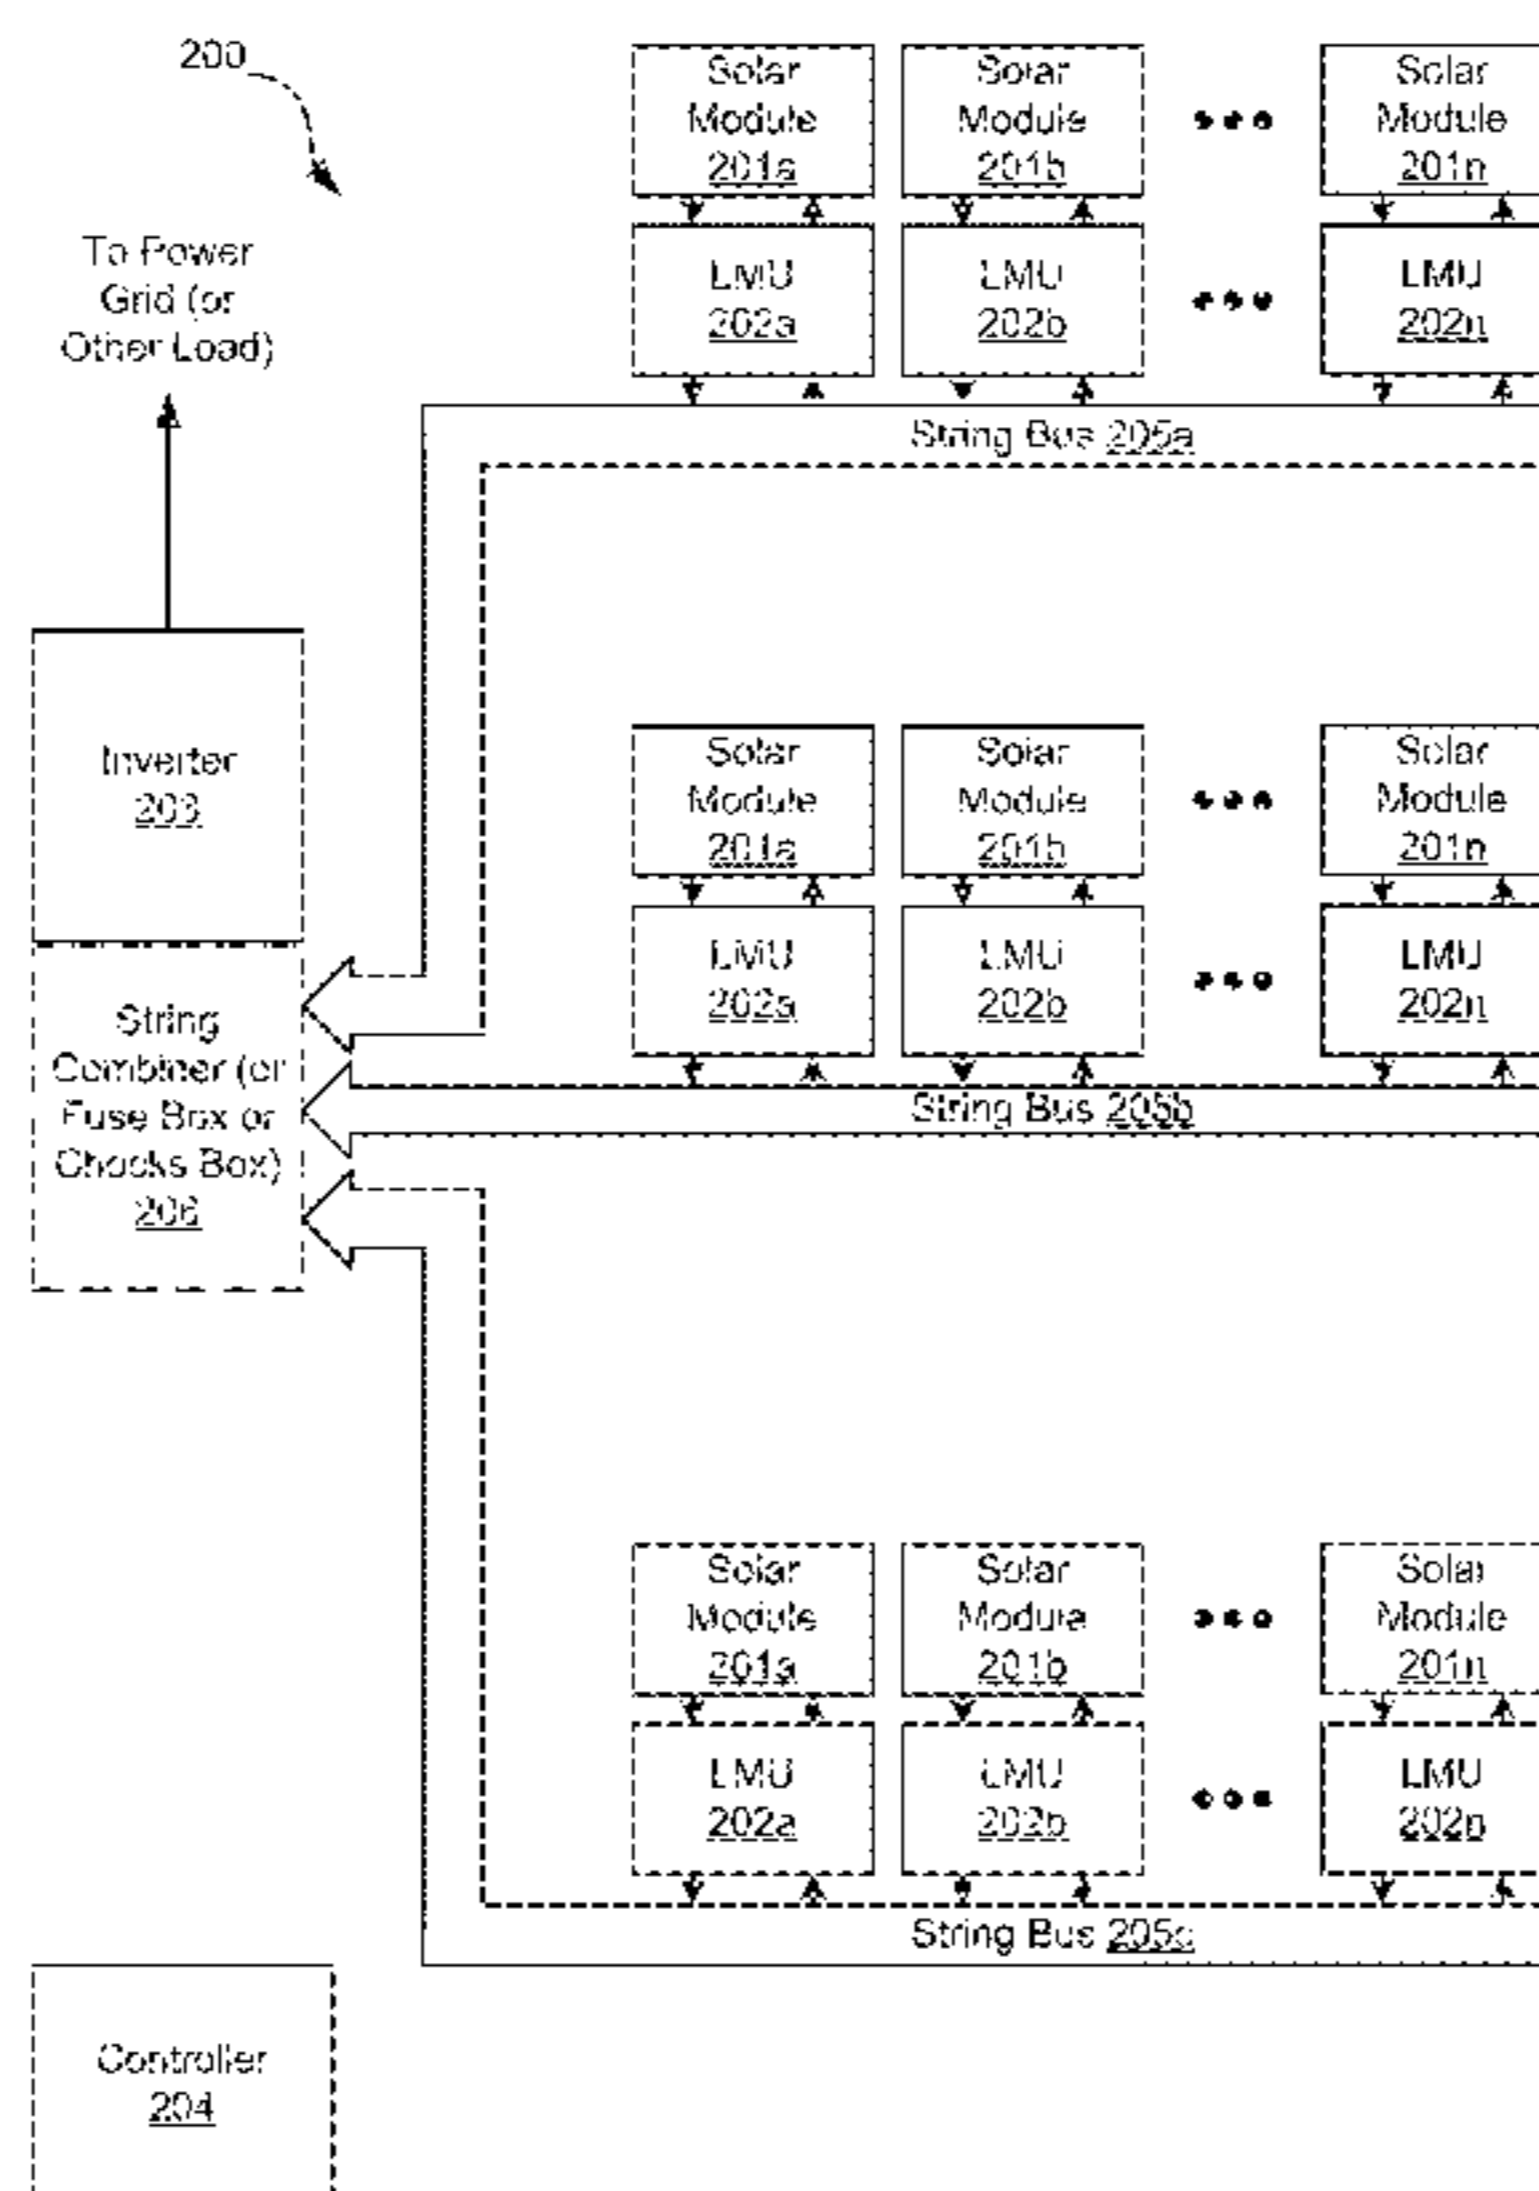 200
To Power
Grid (or
Other Load)
Solar
Module
201a
Solar
Module
201b
Solar
Module
201n
LMU
202a
LMU
202b
LMU
202n
String Bus 205a
Inverter
203
Solar
Module
201a
Solar
Module
201b
Solar
Module
201n
LMU
202a
LMU
202b
LMU
202n
String
Combiner (or
Fuse Box or
Chocks Box)
206
String Bus 205b
Solar
Module
201a
Solar
Module
201b
Solar
Module
201n
LMU
202a
LMU
202b
LMU
202n
String Bus 205c
Controller
204